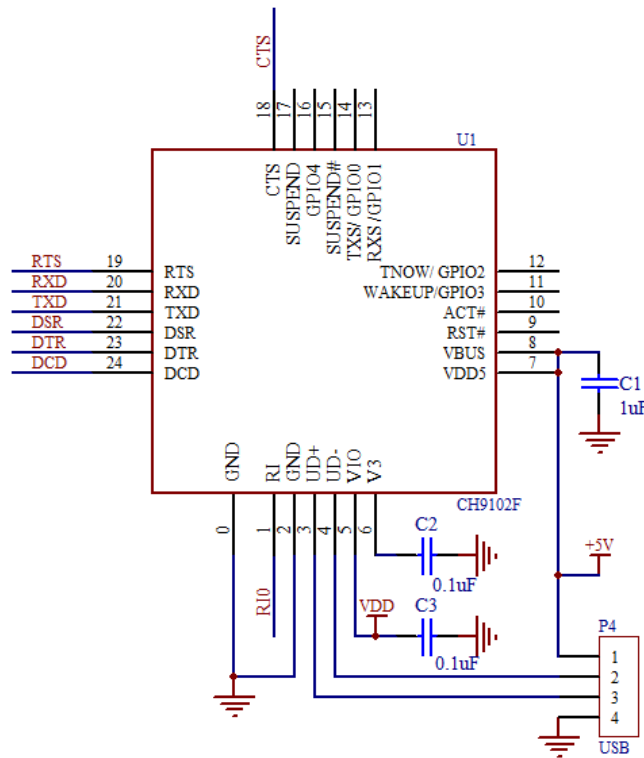 CTS
18
17
16
15
14
13
U1
CTS
SUSPEND
GPIO4
SUSPEND#
TXS/ GPIO0
RXS /GPIO1
RTS 19 RTS
RXD 20 RXD
TXD 21 TXD
DSR 22 DSR
DTR 23 DTR
DCD 24 DCD
TNOW/ GPIO2 12
WAKEUP/GPIO3 11
ACT# 10
RST# 9
VBUS 8
VDD5 7
C1
1uF
GND
RI
GND
UD+
UD-
VIO
V3
CH9102F
0
1
2
3
4
5
6
C2
0.1uF
+5V
RI0
VDD
C3
0.1uF
P4
1
2
3
4
USB